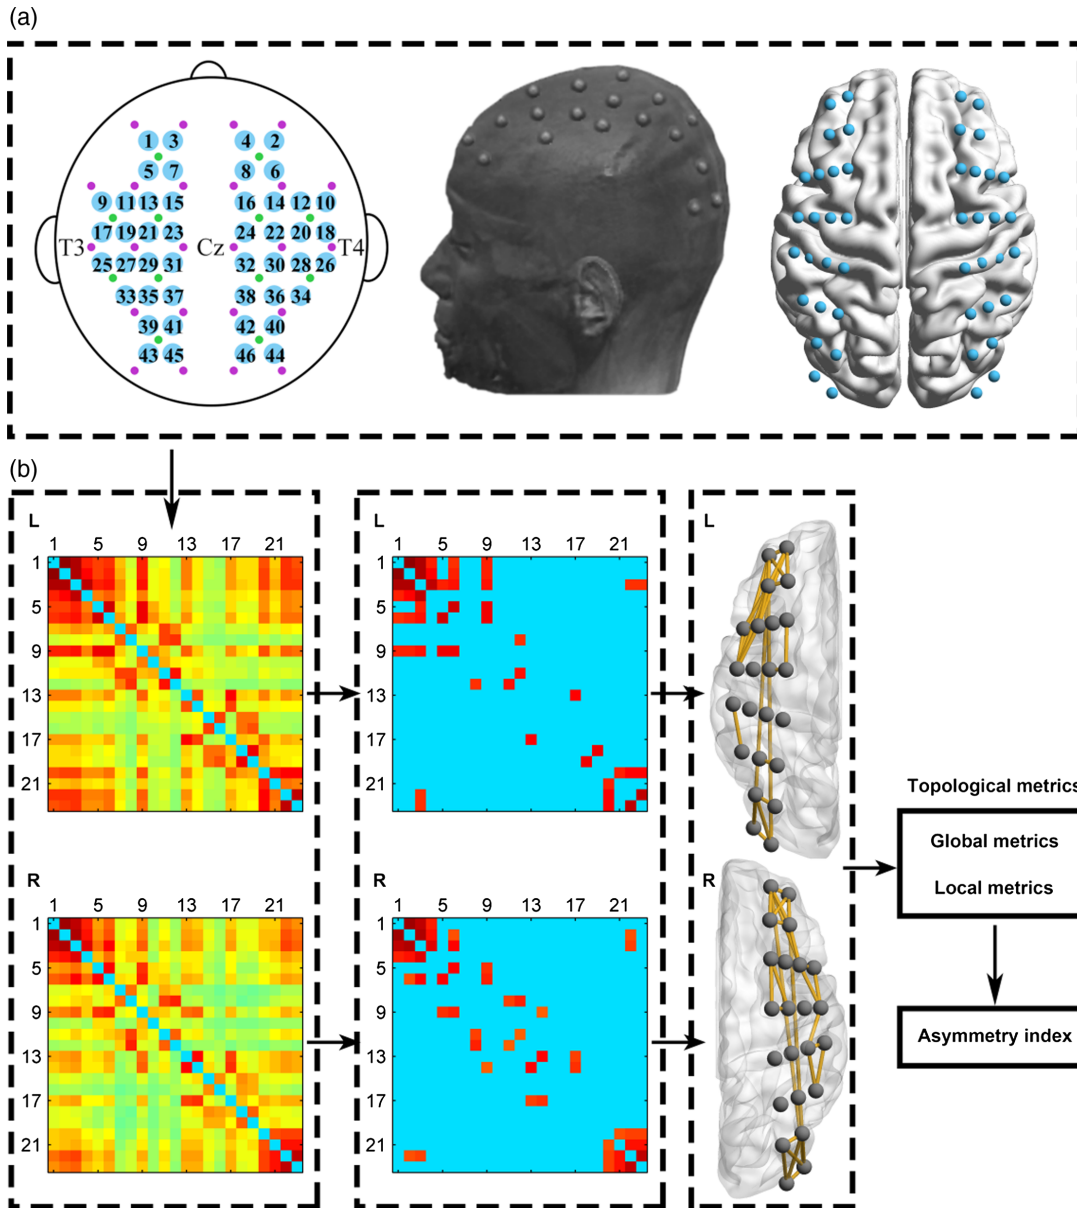 (a)
1 3 4 2
5 7 8 6
9 11 13 15 16 14 12 10
17 19 21 23 24 22 20 18
T3 Cz T4
25 27 29 31 32 30 28 26
33 35 37 38 36 34
39 41 42 40
43 45 46 44
(b)
L L L
1 5 9 13 17 21 1 5 9 13 17 21
1 1
5 5
9 9
13 13
17 17
21 21
Topological metrics
Global metrics
Local metrics
R R R
1 5 9 13 17 21 1 5 9 13 17 21
1 1
5 5
9 9
13 13
17 17
21 21
Asymmetry index